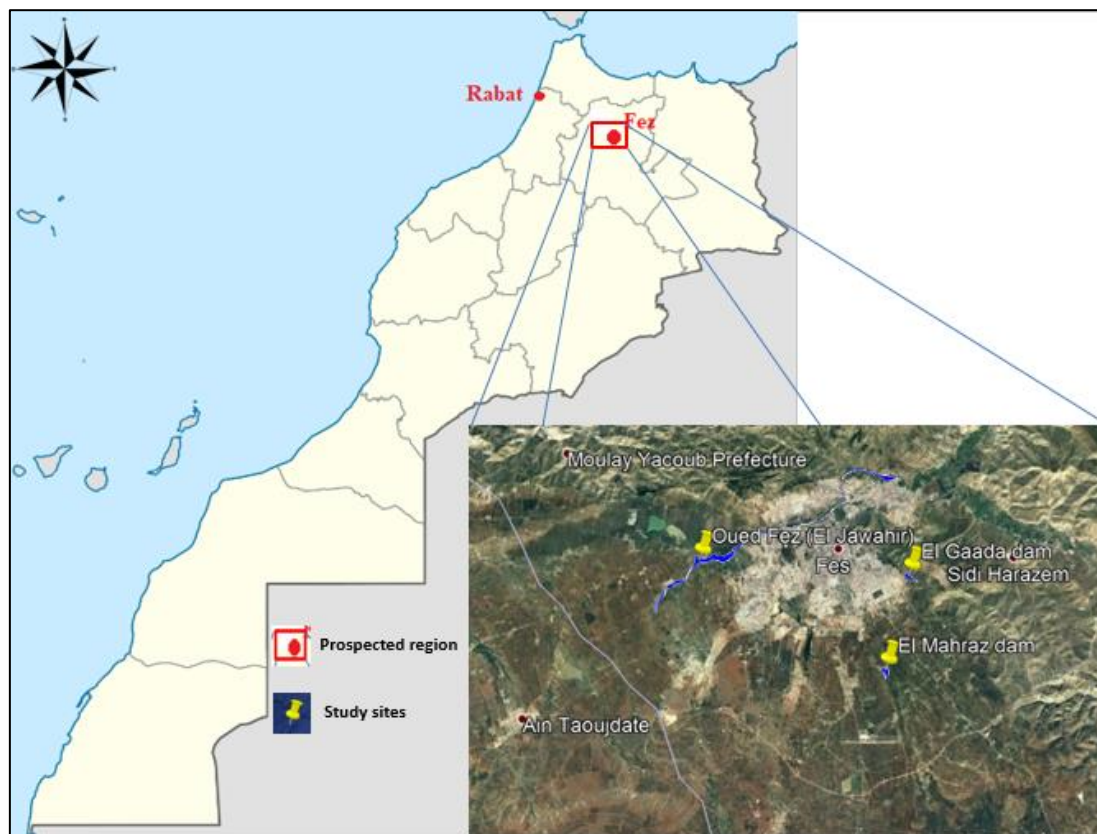 Rabat
Fez
Moulay Yacoub Prefecture
Oued Fez (El Jawahir)
Fes
El Gaada dam
Sidi Harazem
El Mahraz dam
Ain Taoujdate
Prospected region
Study sites